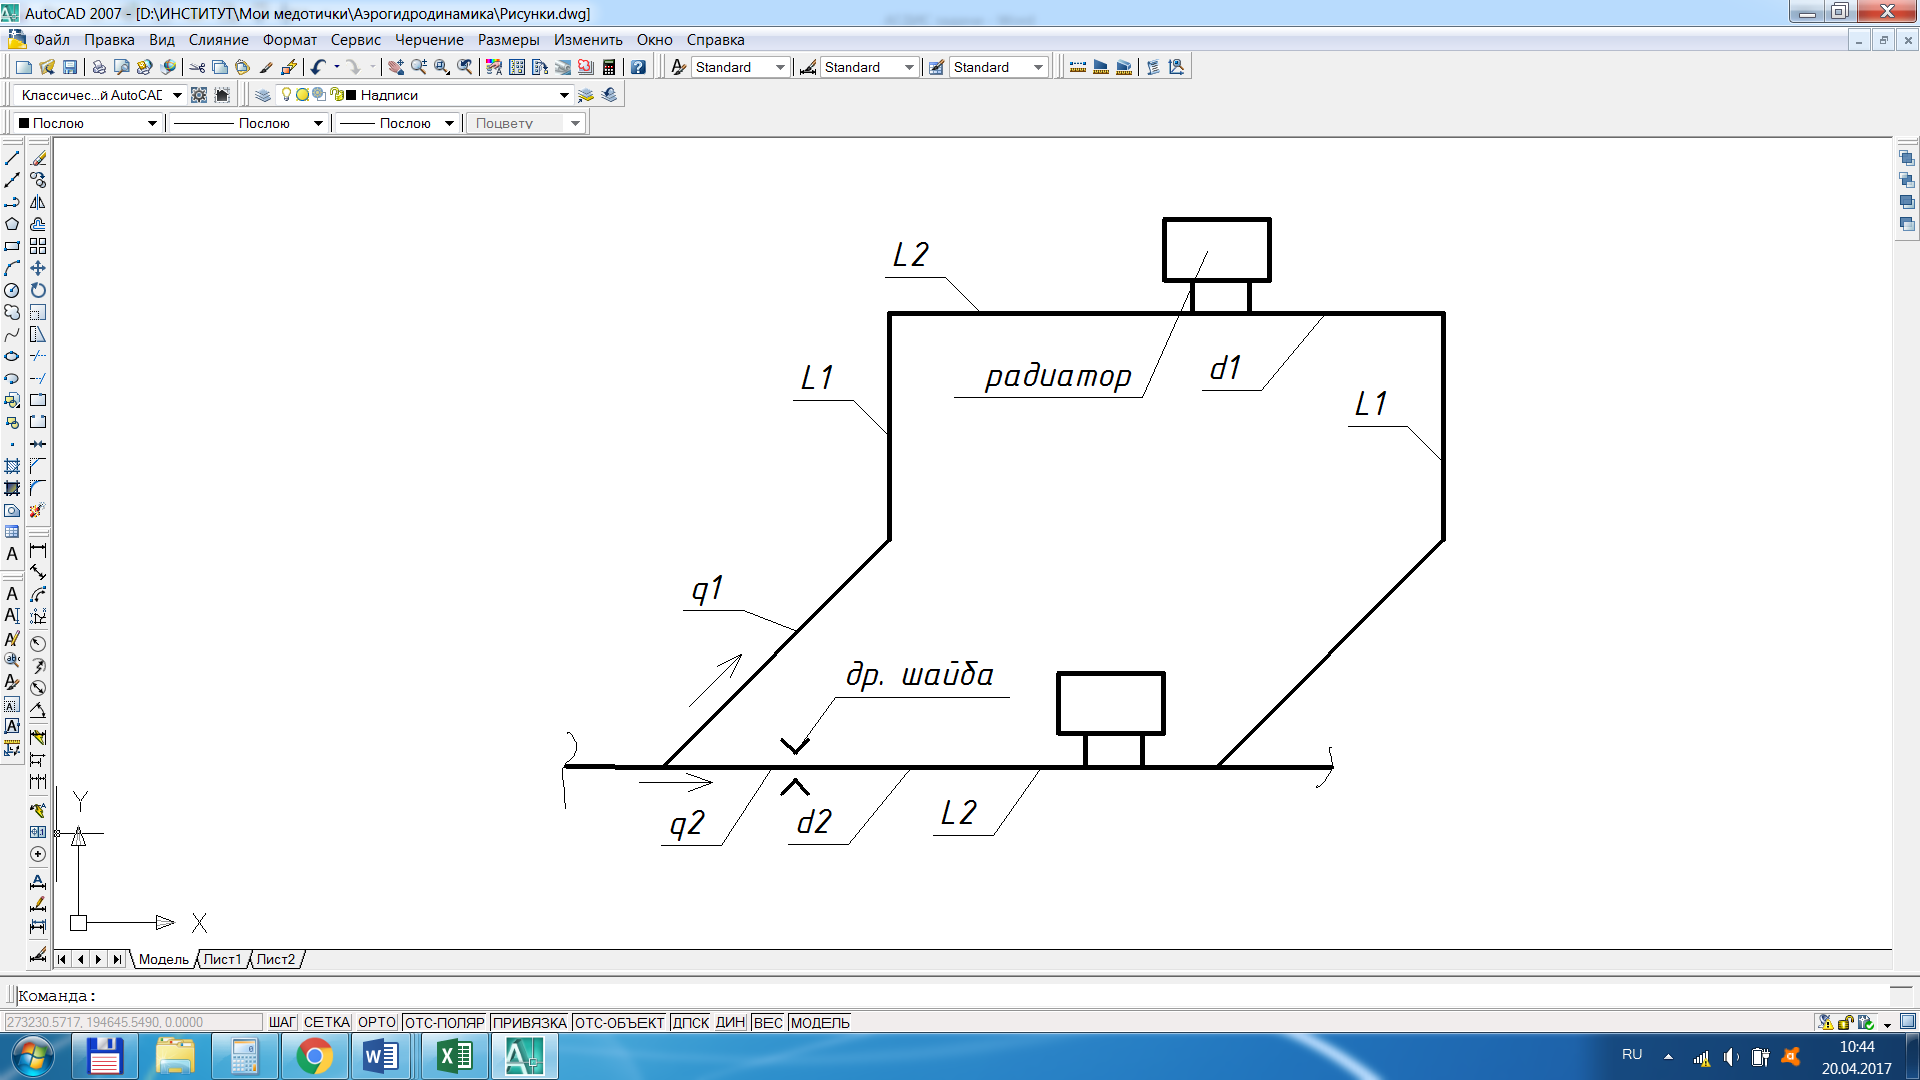 AutoCAD 2007 - [D:\ИНСТИТУТ\Мои медотички\Аэрогидродинамика\Рисунки.dwg]
Файл Правка Вид Слияние Формат Сервис Черчение Размеры Изменить Окно Справка
Standard Standard Standard
Классичес...й AutoCAD Надписи
Послою Послою Послою Поцвету
L2
L1
радиатор
d1
L1
q1
др. шайба
q2
d2
L2
Y
X
Модель Лист1 Лист2
Команда:
273230.5717, 194645.5490, 0.0000 ШАГ СЕТКА ОРТО ОТС-ПОЛЯР ПРИВЯЗКА ОТС-ОБЪЕКТ ДПСК ДИН ВЕС МОДЕЛЬ
RU
10:44
20.04.2017